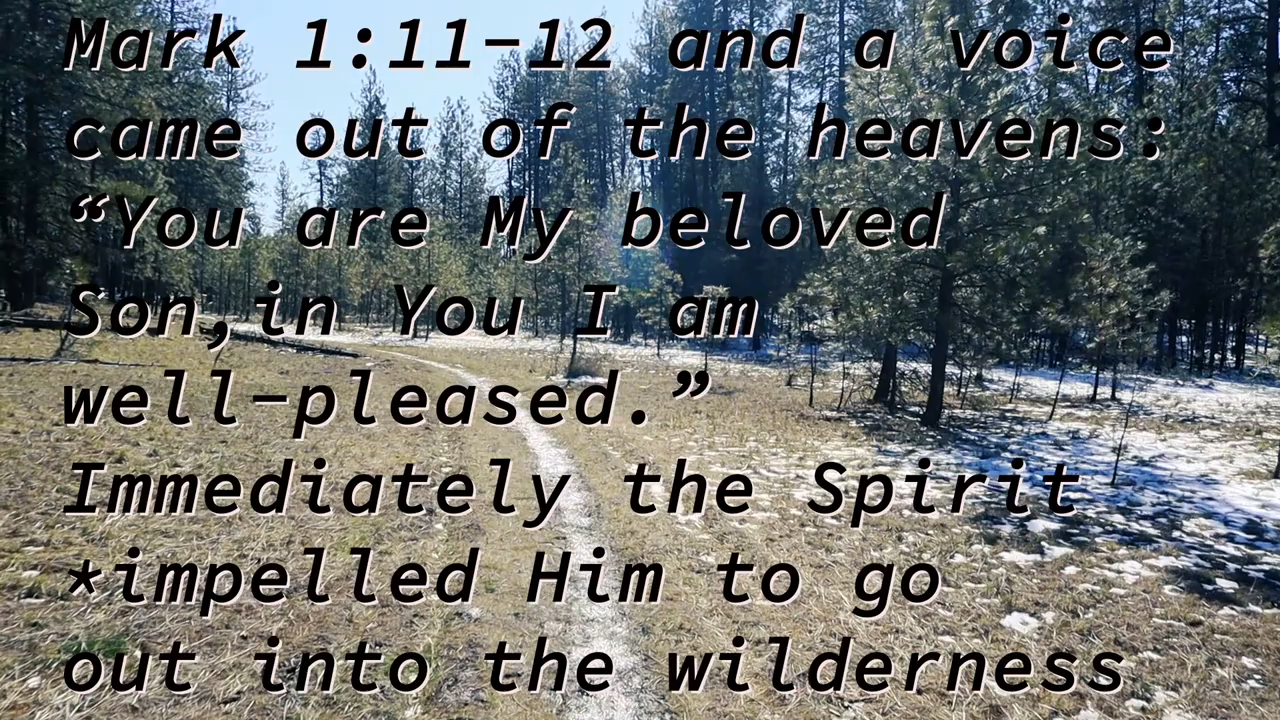 Mark 1:11-12 and a voice
came out of the heavens:
“You are My beloved
Son,in You I am
well-pleased.”
Immediately the Spirit
*impelled Him to go
out into the wilderness